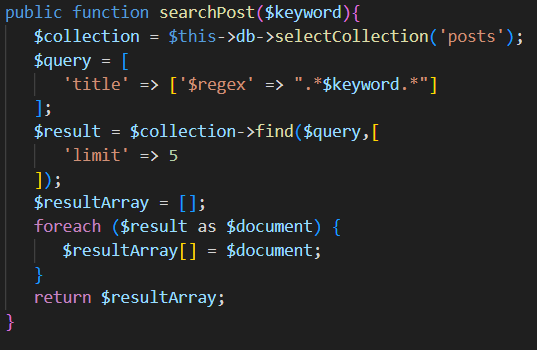 public function searchPost($keyword){
$collection = $this->db->selectCollection('posts');
$query = [
'title' => ['$regex' => ".*$keyword.*"]
];
$result = $collection->find($query,[
'limit' => 5
]);
$resultArray = [];
foreach ($result as $document) {
$resultArray[] = $document;
}
return $resultArray;
}